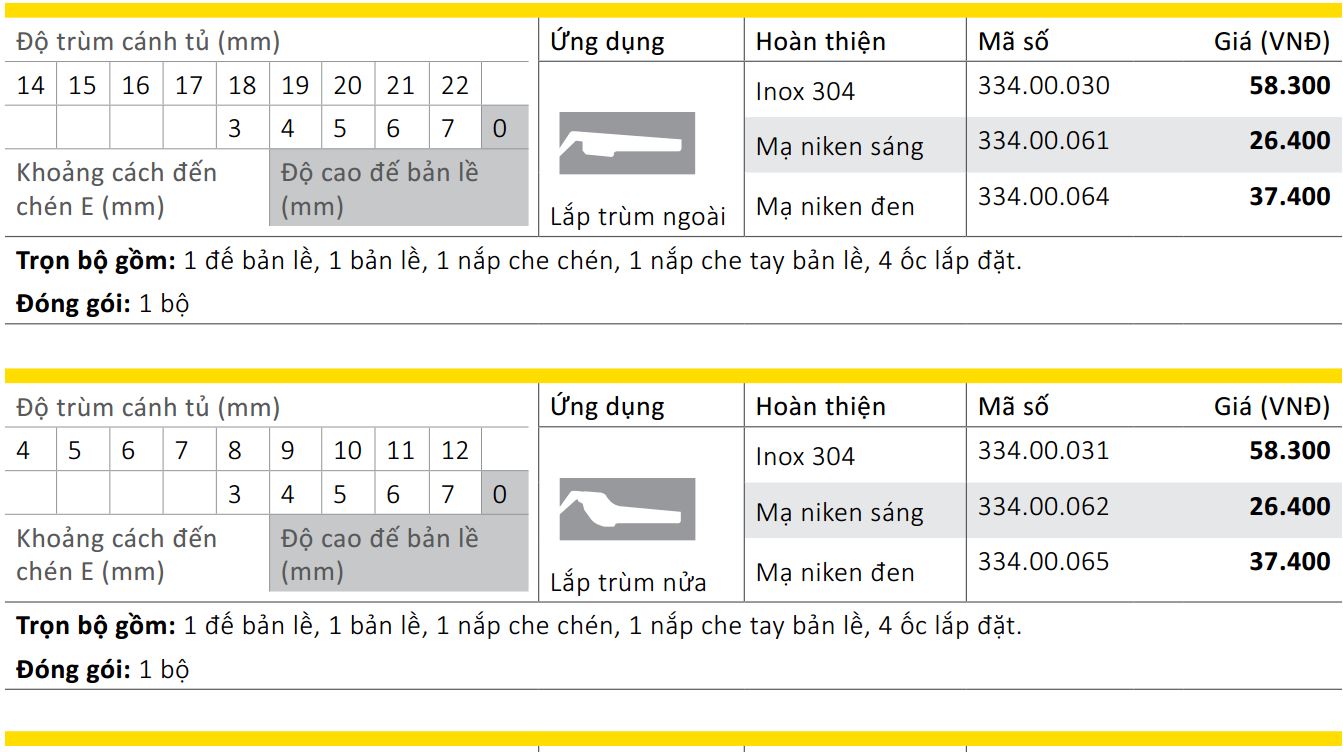 Độ trùm cánh tủ (mm) Ứng dụng Hoàn thiện Mã số Giá (VNĐ)
14 15 16 17 18 19 20 21 22
3 4 5 6 7 0
Khoảng cách đến chén E (mm)
Độ cao đế bản lề (mm)
Lắp trùm ngoài
Inox 304 334.00.030 58.300
Mạ niken sáng 334.00.061 26.400
Mạ niken đen 334.00.064 37.400
Trọn bộ gồm: 1 đế bản lề, 1 bản lề, 1 nắp che chén, 1 nắp che tay bản lề, 4 ốc lắp đặt.
Đóng gói: 1 bộ
Độ trùm cánh tủ (mm) Ứng dụng Hoàn thiện Mã số Giá (VNĐ)
4 5 6 7 8 9 10 11 12
3 4 5 6 7 0
Khoảng cách đến chén E (mm)
Độ cao đế bản lề (mm)
Lắp trùm nửa
Inox 304 334.00.031 58.300
Mạ niken sáng 334.00.062 26.400
Mạ niken đen 334.00.065 37.400
Trọn bộ gồm: 1 đế bản lề, 1 bản lề, 1 nắp che chén, 1 nắp che tay bản lề, 4 ốc lắp đặt.
Đóng gói: 1 bộ